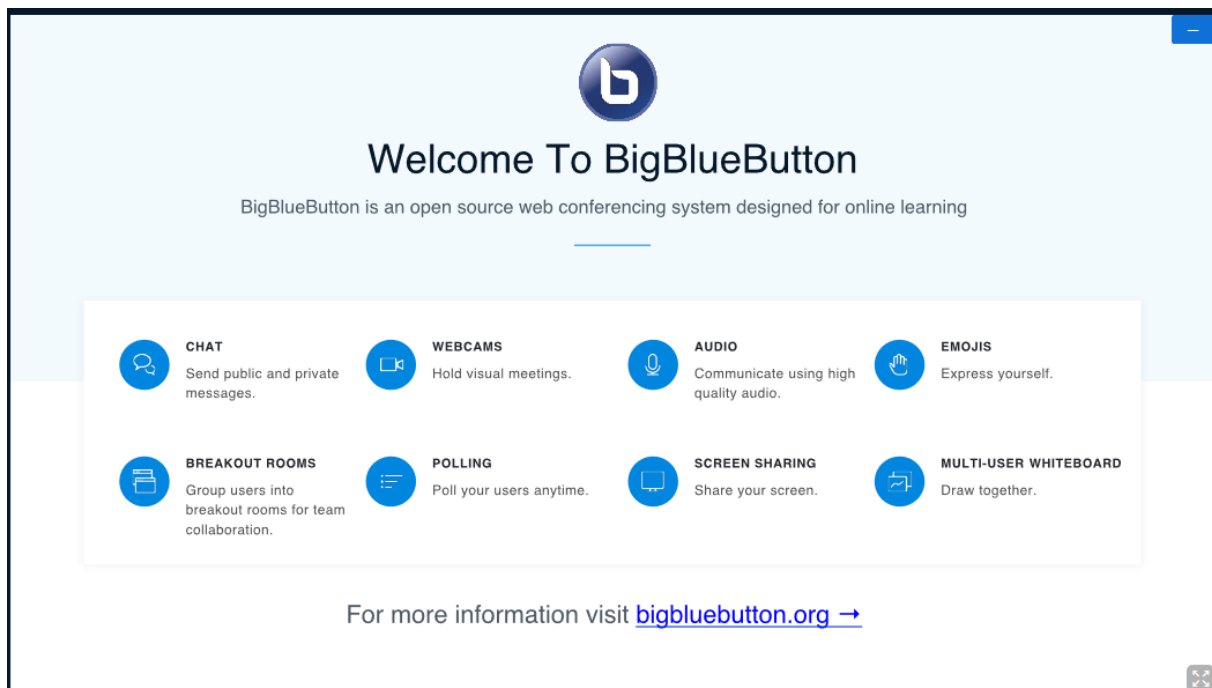 Welcome To BigBlueButton
BigBlueButton is an open source web conferencing system designed for online learning
CHAT
Send public and private
messages.
WEBCAMS
Hold visual meetings.
AUDIO
Communicate using high
quality audio.
EMOJIS
Express yourself.
BREAKOUT ROOMS
Group users into
breakout rooms for team
collaboration.
POLLING
Poll your users anytime.
SCREEN SHARING
Share your screen.
MULTI-USER WHITEBOARD
Draw together.
For more information visit bigbluebutton.org →